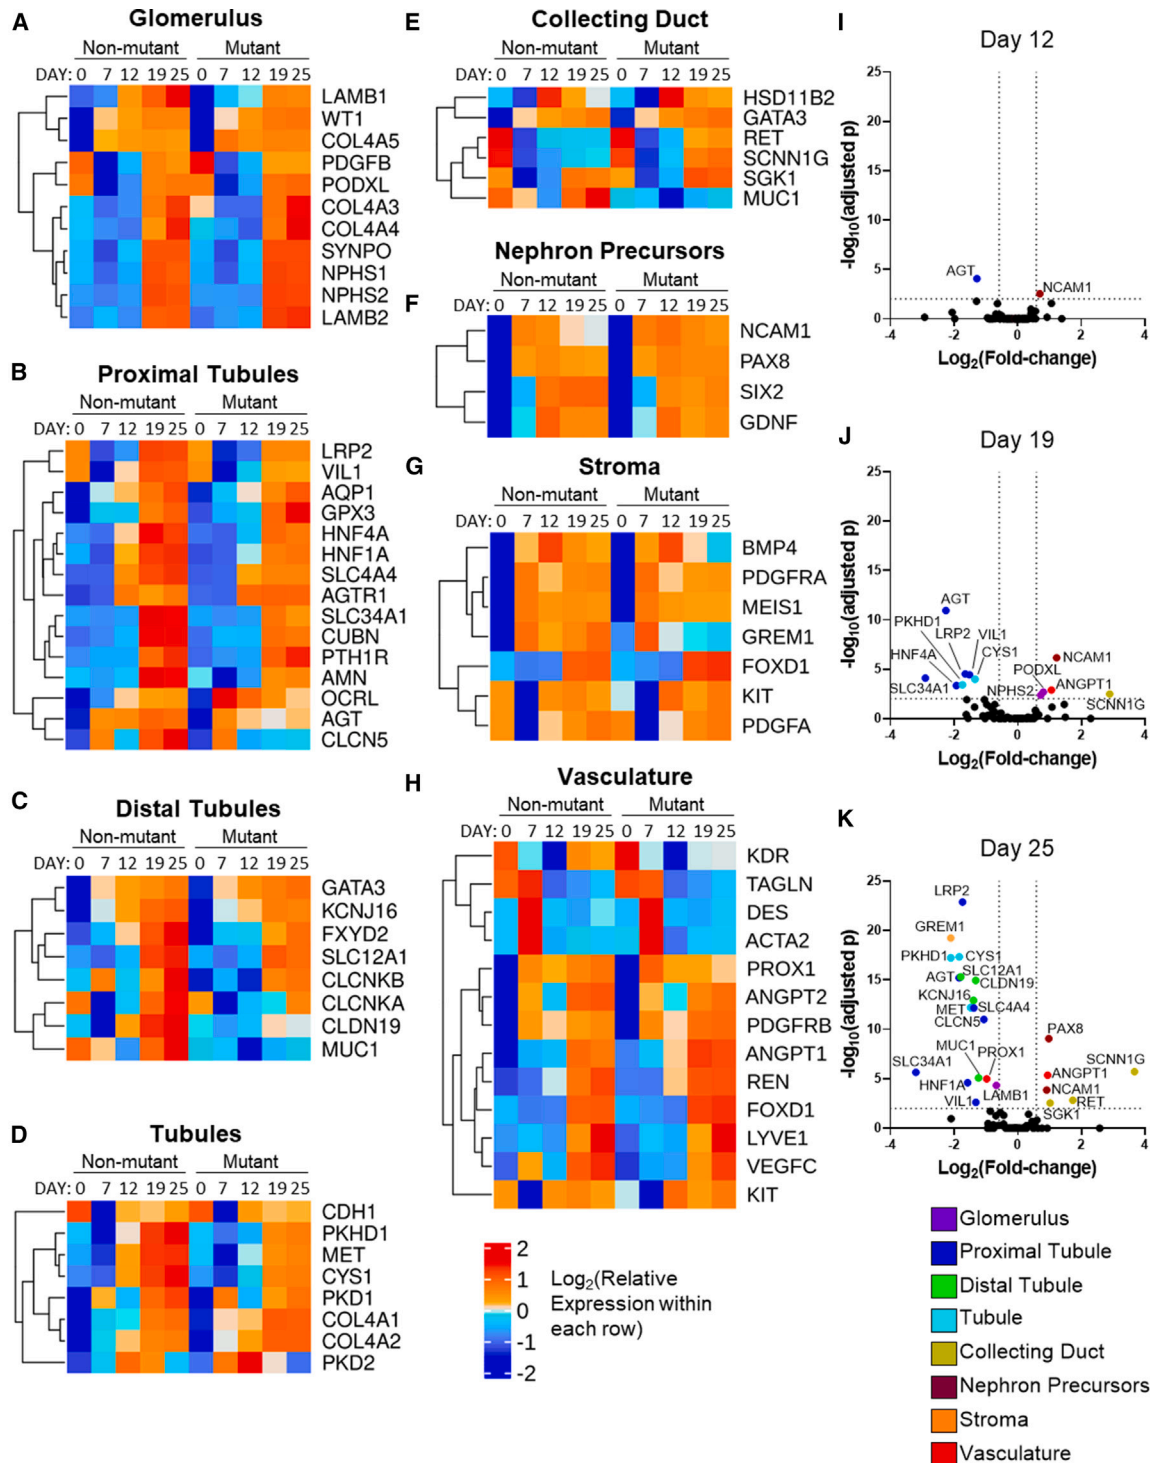 A
Glomerulus
Non-mutant Mutant
DAY: 0 7 12 19 25 0 7 12 19 25
LAMB1
WT1
COL4A5
PDGFB
PODXL
COL4A3
COL4A4
SYNPO
NPHS1
NPHS2
LAMB2
B
Proximal Tubules
Non-mutant Mutant
DAY: 0 7 12 19 25 0 7 12 19 25
LRP2
VIL1
AQP1
GPX3
HNF4A
HNF1A
SLC4A4
AGTR1
SLC34A1
CUBN
PTH1R
AMN
OCRL
AGT
CLCN5
C
Distal Tubules
Non-mutant Mutant
DAY: 0 7 12 19 25 0 7 12 19 25
GATA3
KCNJ16
FXYD2
SLC12A1
CLCNKB
CLCNKA
CLDN19
MUC1
D
Tubules
Non-mutant Mutant
DAY: 0 7 12 19 25 0 7 12 19 25
CDH1
PKHD1
MET
CYS1
PKD1
COL4A1
COL4A2
PKD2
E
Collecting Duct
Non-mutant Mutant
DAY: 0 7 12 19 25 0 7 12 19 25
HSD11B2
GATA3
RET
SCNN1G
SGK1
MUC1
Nephron Precursors
F
Non-mutant Mutant
DAY: 0 7 12 19 25 0 7 12 19 25
NCAM1
PAX8
SIX2
GDNF
G
Stroma
Non-mutant Mutant
DAY: 0 7 12 19 25 0 7 12 19 25
BMP4
PDGFRA
MEIS1
GREM1
FOXD1
KIT
PDGFA
H
Vasculature
Non-mutant Mutant
DAY: 0 7 12 19 25 0 7 12 19 25
KDR
TAGLN
DES
ACTA2
PROX1
ANGPT2
PDGFRB
ANGPT1
REN
FOXD1
LYVE1
VEGFC
KIT
2
1
0
-1
-2
Log2(Relative
Expression within
each row)
I
Day 12
25
20
15
10
5
0
-log10(adjusted p)
AGT
NCAM1
-4 -2 0 2 4
Log2(Fold-change)
J
Day 19
25
20
15
10
5
0
-log10(adjusted p)
AGT
PKHD1
LRP2 VIL1
HNF4A CYS1
NCAM1
PODXL
SLC34A1 NPHS2 ANGPT1
SCNN1G
-4 -2 0 2 4
Log2(Fold-change)
K
Day 25
25
20
15
10
5
0
-log10(adjusted p)
LRP2
GREM1
PKHD1 CYS1
AGT SLC12A1
CLDN19
KCNJ16
MET SLC4A4
CLCN5
PAX8
MUC1 PROX1
SLC34A1 SCNN1G
ANGPT1
HNF1A LAMB1 NCAM1
VIL1 RET
SGK1
-4 -2 0 2 4
Log2(Fold-change)
Glomerulus
Proximal Tubule
Distal Tubule
Tubule
Collecting Duct
Nephron Precursors
Stroma
Vasculature